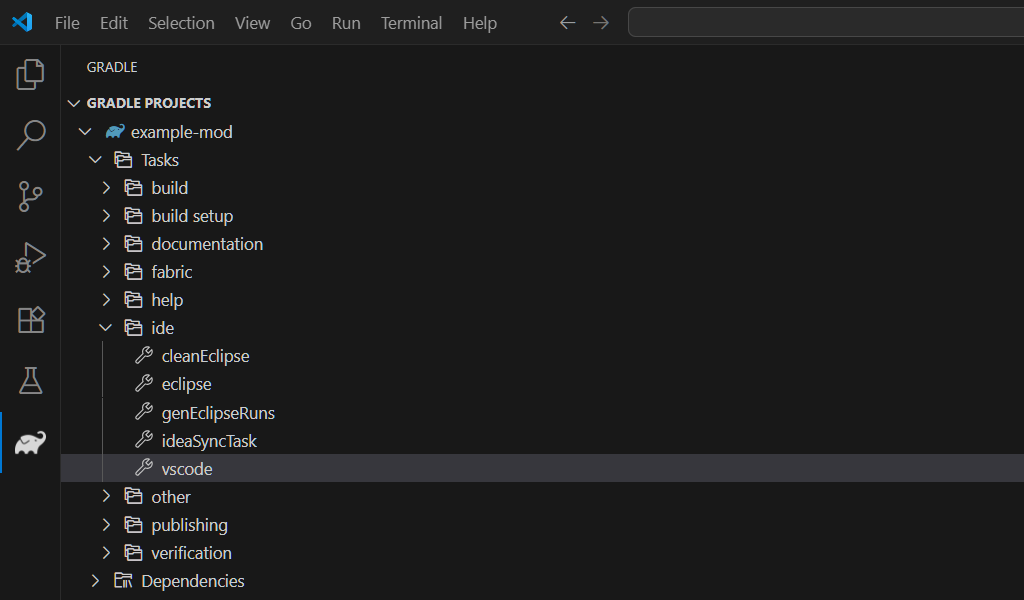 File Edit Selection View Go Run Terminal Help
GRADLE
GRADLE PROJECTS
example-mod
Tasks
build
build setup
documentation
fabric
help
ide
cleanEclipse
eclipse
genEclipseRuns
ideaSyncTask
vscode
other
publishing
verification
Dependencies